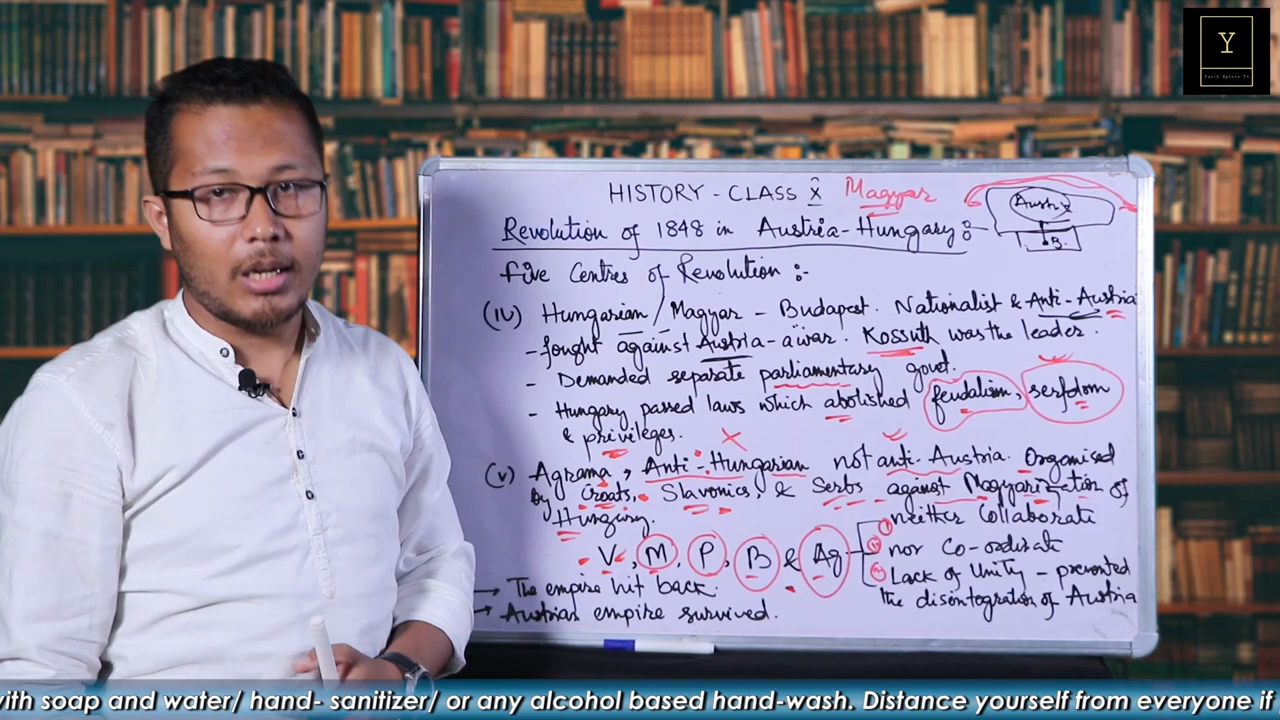 Y
HISTORY - CLASS X Magyar
Revolution of 1848 in Austria-Hungary :-
Five Centres of Revolution :-
(iv) Hungarian / Magyar - Budapest. Nationalist & Anti-Austria
- fought against Austria - a war. Kossuth was the leader.
- Demanded separate parliamentary govt.
- Hungary passed laws which abolished feudalism, serfdom
& privileges.
(v) Agrama, Anti-Hungarian not anti-Austria. Organised
by Croats, Slavonics, & Serbs against Magyarization of
Hungary.
V, M, P, B & Ag
(i) neither Collaborate
(ii) nor Co-ordinate
(iii) Lack of Unity - prevented
the disintegration of Austria
→ The empire hit back.
→ Austrian empire survived.
with soap and water/ hand- sanitizer/ or any alcohol based hand-wash. Distance yourself from everyone if